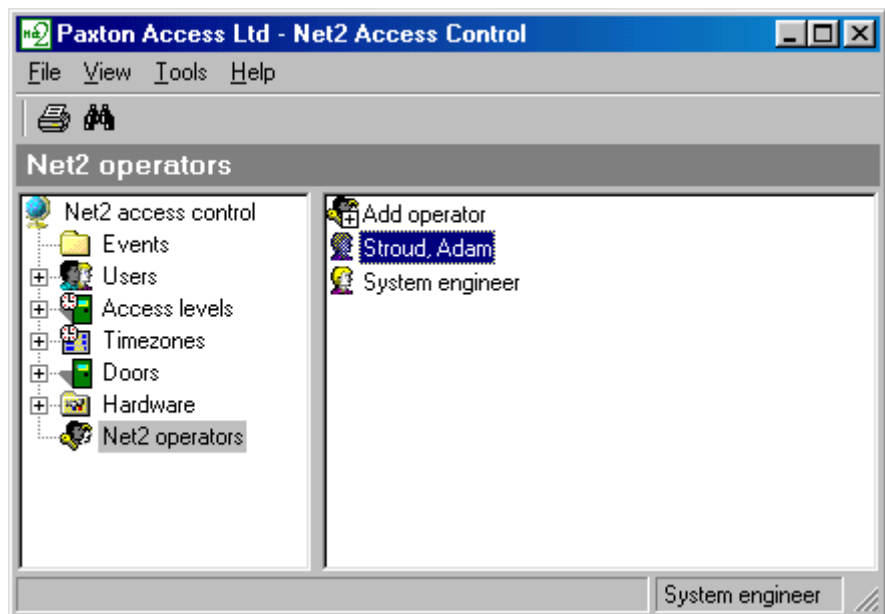 Paxton Access Ltd - Net2 Access Control
File View Tools Help
Net2 operators
Net2 access control
Events
Users
Access levels
Timezones
Doors
Hardware
Net2 operators
Add operator
Stroud, Adam
System engineer
System engineer